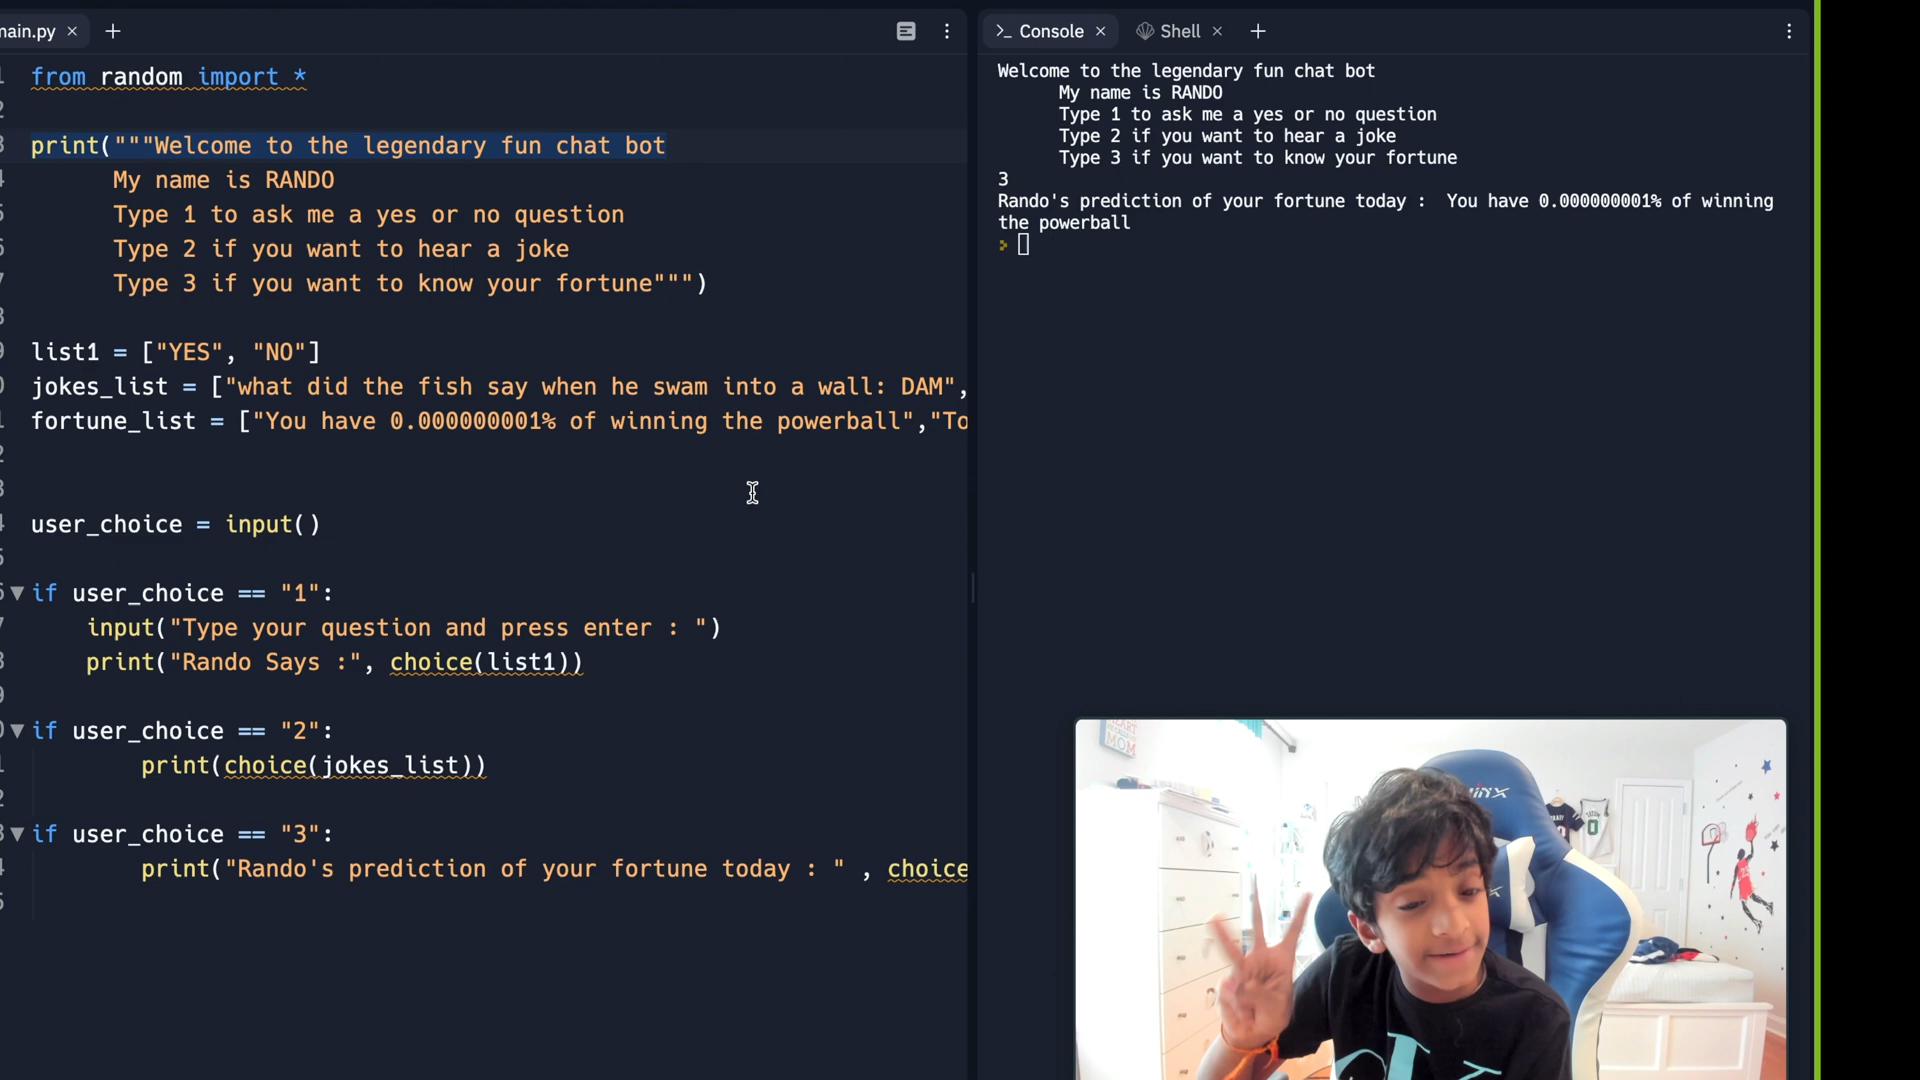 main.py × +
from random import *
print("""Welcome to the legendary fun chat bot
My name is RANDO
Type 1 to ask me a yes or no question
Type 2 if you want to hear a joke
Type 3 if you want to know your fortune""")
list1 = ["YES", "NO"]
jokes_list = ["what did the fish say when he swam into a wall: DAM",
fortune_list = ["You have 0.000000001% of winning the powerball","To
user_choice = input()
if user_choice == "1":
input("Type your question and press enter : ")
print("Rando Says :", choice(list1))
if user_choice == "2":
print(choice(jokes_list))
if user_choice == "3":
print("Rando's prediction of your fortune today : " , choice
Console × Shell × +
Welcome to the legendary fun chat bot
My name is RANDO
Type 1 to ask me a yes or no question
Type 2 if you want to hear a joke
Type 3 if you want to know your fortune
3
Rando's prediction of your fortune today :  You have 0.000000001% of winning
the powerball
HEART
MOM